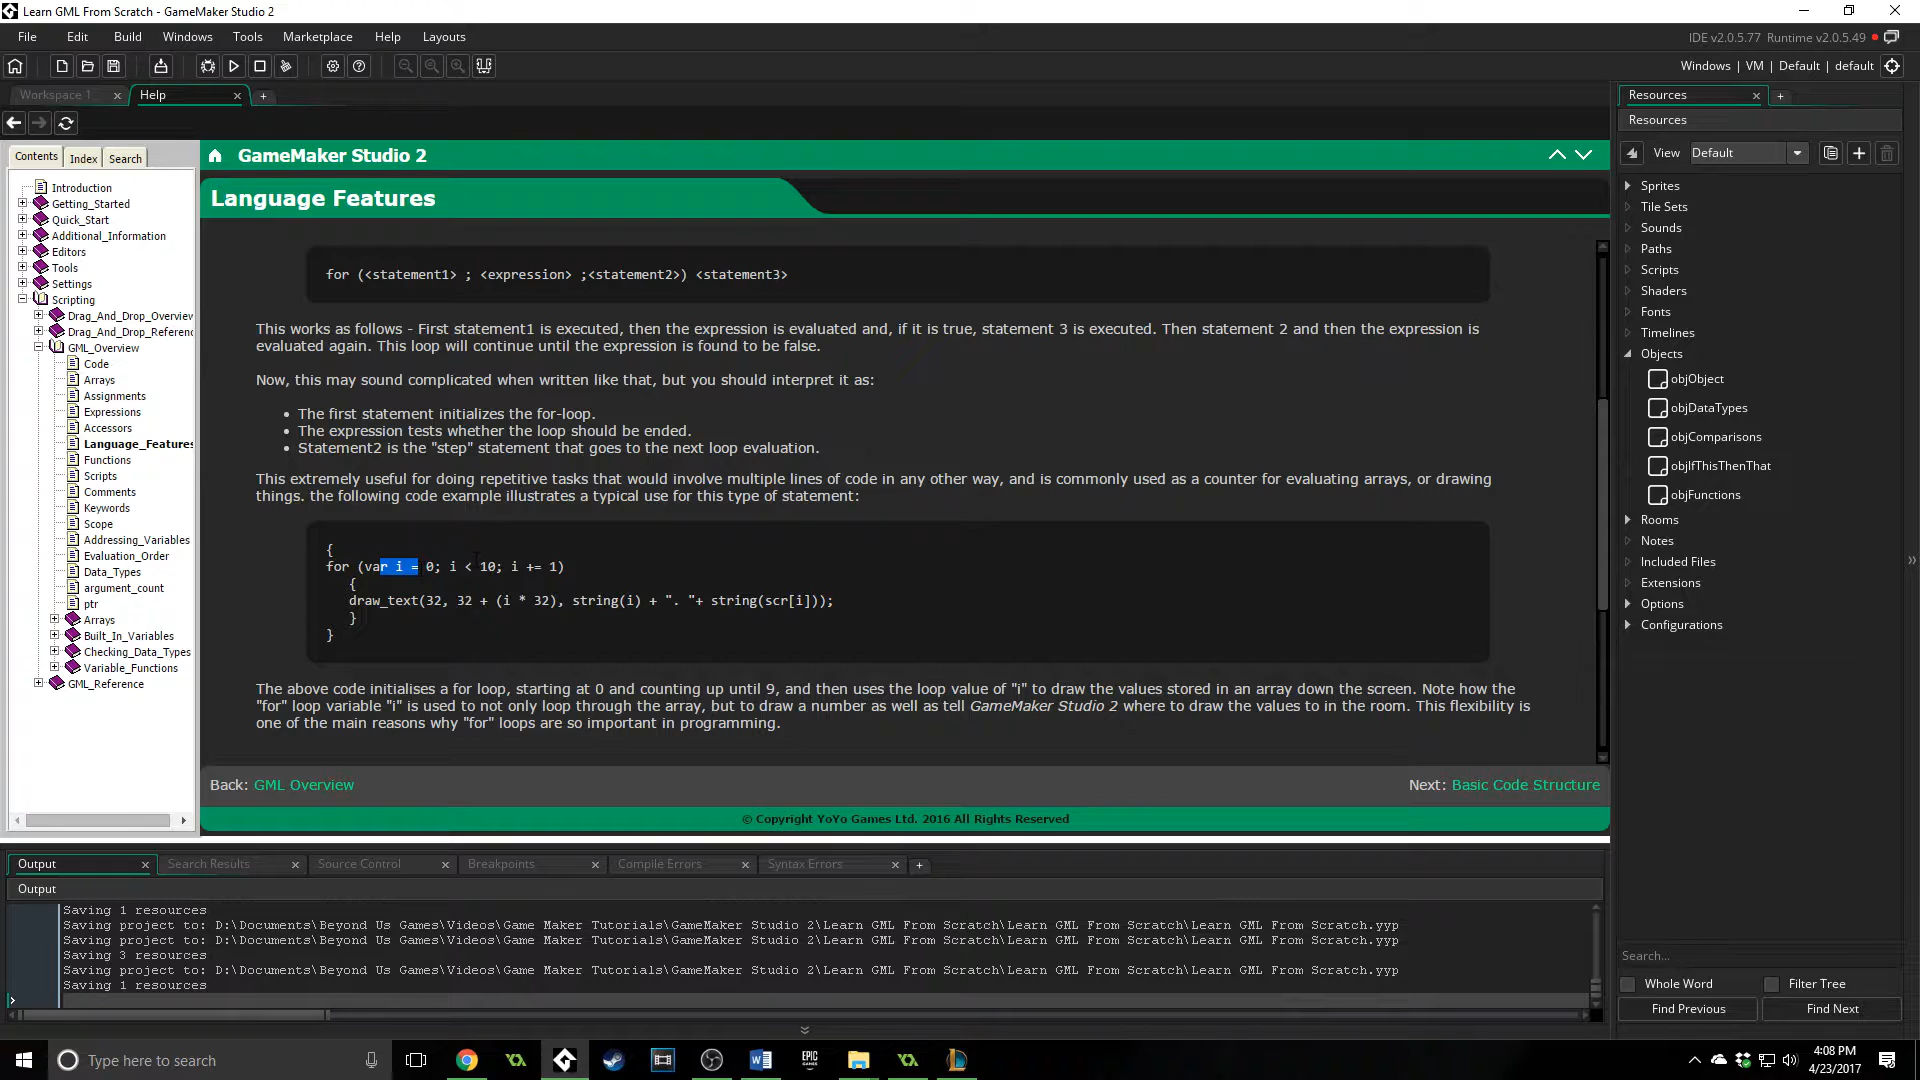 Learn GML From Scratch - GameMaker Studio 2
File Edit Build Windows Tools Marketplace Help Layouts
IDE v2.0.5.77 Runtime v2.0.5.49
Windows | VM | Default | default
Workspace 1 Help
Contents Index Search
Introduction
Getting_Started
Quick_Start
Additional_Information
Editors
Tools
Settings
Scripting
Drag_And_Drop_Overview
Drag_And_Drop_Referenc
GML_Overview
Code
Arrays
Assignments
Expressions
Accessors
Language_Features
Functions
Scripts
Comments
Keywords
Scope
Addressing_Variables
Evaluation_Order
Data_Types
argument_count
ptr
Arrays
Built_In_Variables
Checking_Data_Types
Variable_Functions
GML_Reference
GameMaker Studio 2
Language Features
for (<statement1> ; <expression> ;<statement2>) <statement3>
This works as follows - First statement1 is executed, then the expression is evaluated and, if it is true, statement 3 is executed. Then statement 2 and then the expression is
evaluated again. This loop will continue until the expression is found to be false.
Now, this may sound complicated when written like that, but you should interpret it as:
• The first statement initializes the for-loop.
• The expression tests whether the loop should be ended.
• Statement2 is the "step" statement that goes to the next loop evaluation.
This extremely useful for doing repetitive tasks that would involve multiple lines of code in any other way, and is commonly used as a counter for evaluating arrays, or drawing
things. the following code example illustrates a typical use for this type of statement:
{
for (var i = 0; i < 10; i += 1)
{
draw_text(32, 32 + (i * 32), string(i) + ". "+ string(scr[i]));
}
}
The above code initialises a for loop, starting at 0 and counting up until 9, and then uses the loop value of "i" to draw the values stored in an array down the screen. Note how the
"for" loop variable "i" is used to not only loop through the array, but to draw a number as well as tell GameMaker Studio 2 where to draw the values to in the room. This flexibility is
one of the main reasons why "for" loops are so important in programming.
Back: GML Overview
Next: Basic Code Structure
© Copyright YoYo Games Ltd. 2016 All Rights Reserved
Resources
Resources
View Default
Sprites
Tile Sets
Sounds
Paths
Scripts
Shaders
Fonts
Timelines
Objects
objObject
objDataTypes
objComparisons
objIfThisThenThat
objFunctions
Rooms
Notes
Included Files
Extensions
Options
Configurations
Search...
Whole Word Filter Tree
Find Previous Find Next
Output Search Results Source Control Breakpoints Compile Errors Syntax Errors
Output
Saving 1 resources
Saving project to: D:\Documents\Beyond Us Games\Videos\Game Maker Tutorials\GameMaker Studio 2\Learn GML From Scratch\Learn GML From Scratch\Learn GML From Scratch.yyp
Saving project to: D:\Documents\Beyond Us Games\Videos\Game Maker Tutorials\GameMaker Studio 2\Learn GML From Scratch\Learn GML From Scratch\Learn GML From Scratch.yyp
Saving 3 resources
Saving project to: D:\Documents\Beyond Us Games\Videos\Game Maker Tutorials\GameMaker Studio 2\Learn GML From Scratch\Learn GML From Scratch\Learn GML From Scratch.yyp
Saving 1 resources
Type here to search
EPIC
GAMES
4:08 PM
4/23/2017